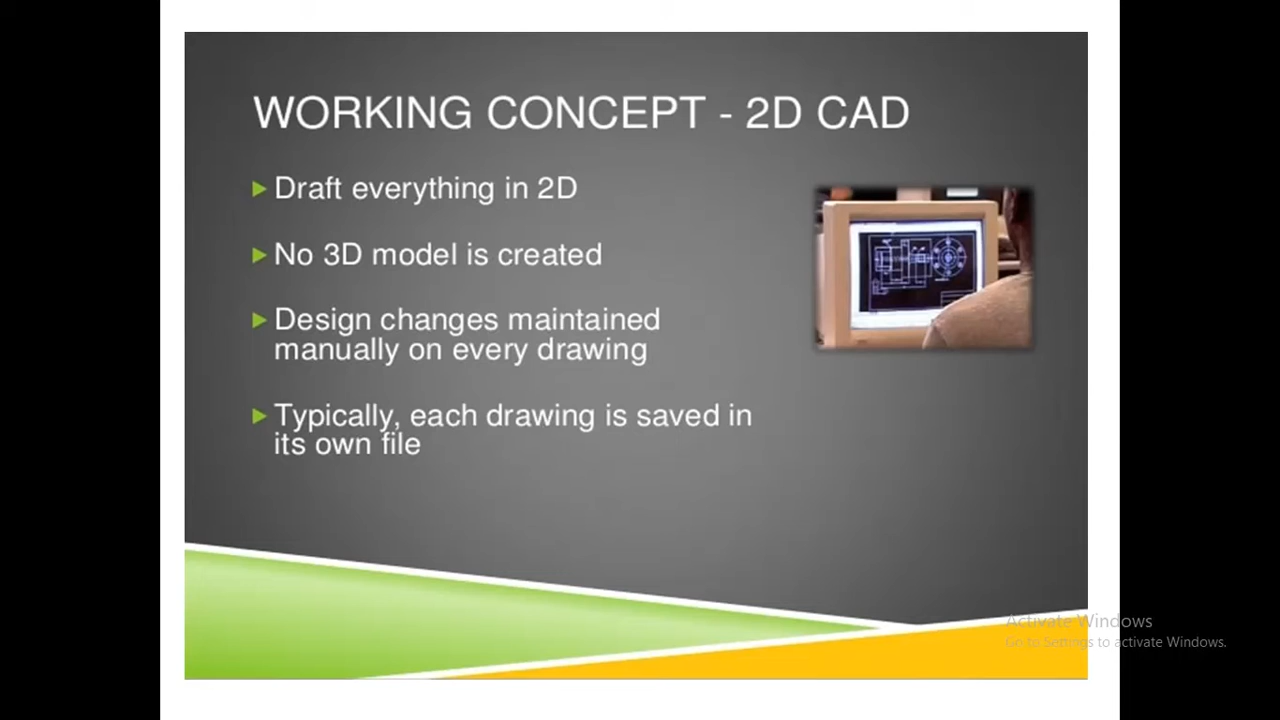 WORKING CONCEPT - 2D CAD
Draft everything in 2D
No 3D model is created
Design changes maintained
manually on every drawing
Typically, each drawing is saved in
its own file
Activate Windows
Go to Settings to activate Windows.